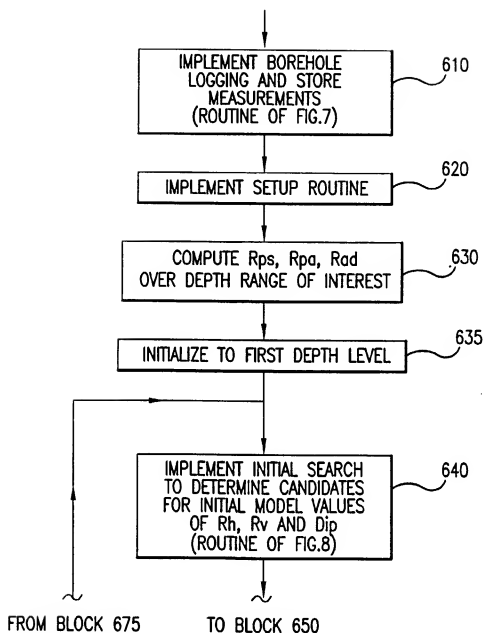 IMPLEMENT BOREHOLE
LOGGING AND STORE
MEASUREMENTS
(ROUTINE OF FIG.7)
610
IMPLEMENT SETUP ROUTINE
620
COMPUTE Rps, Rpa, Rad
OVER DEPTH RANGE OF INTEREST
630
INITIALIZE TO FIRST DEPTH LEVEL
635
IMPLEMENT INITIAL SEARCH
TO DETERMINE CANDIDATES
FOR INITIAL MODEL VALUES
OF Rh, Rv AND Dip
(ROUTINE OF FIG.8)
640
FROM BLOCK 675
TO BLOCK 650